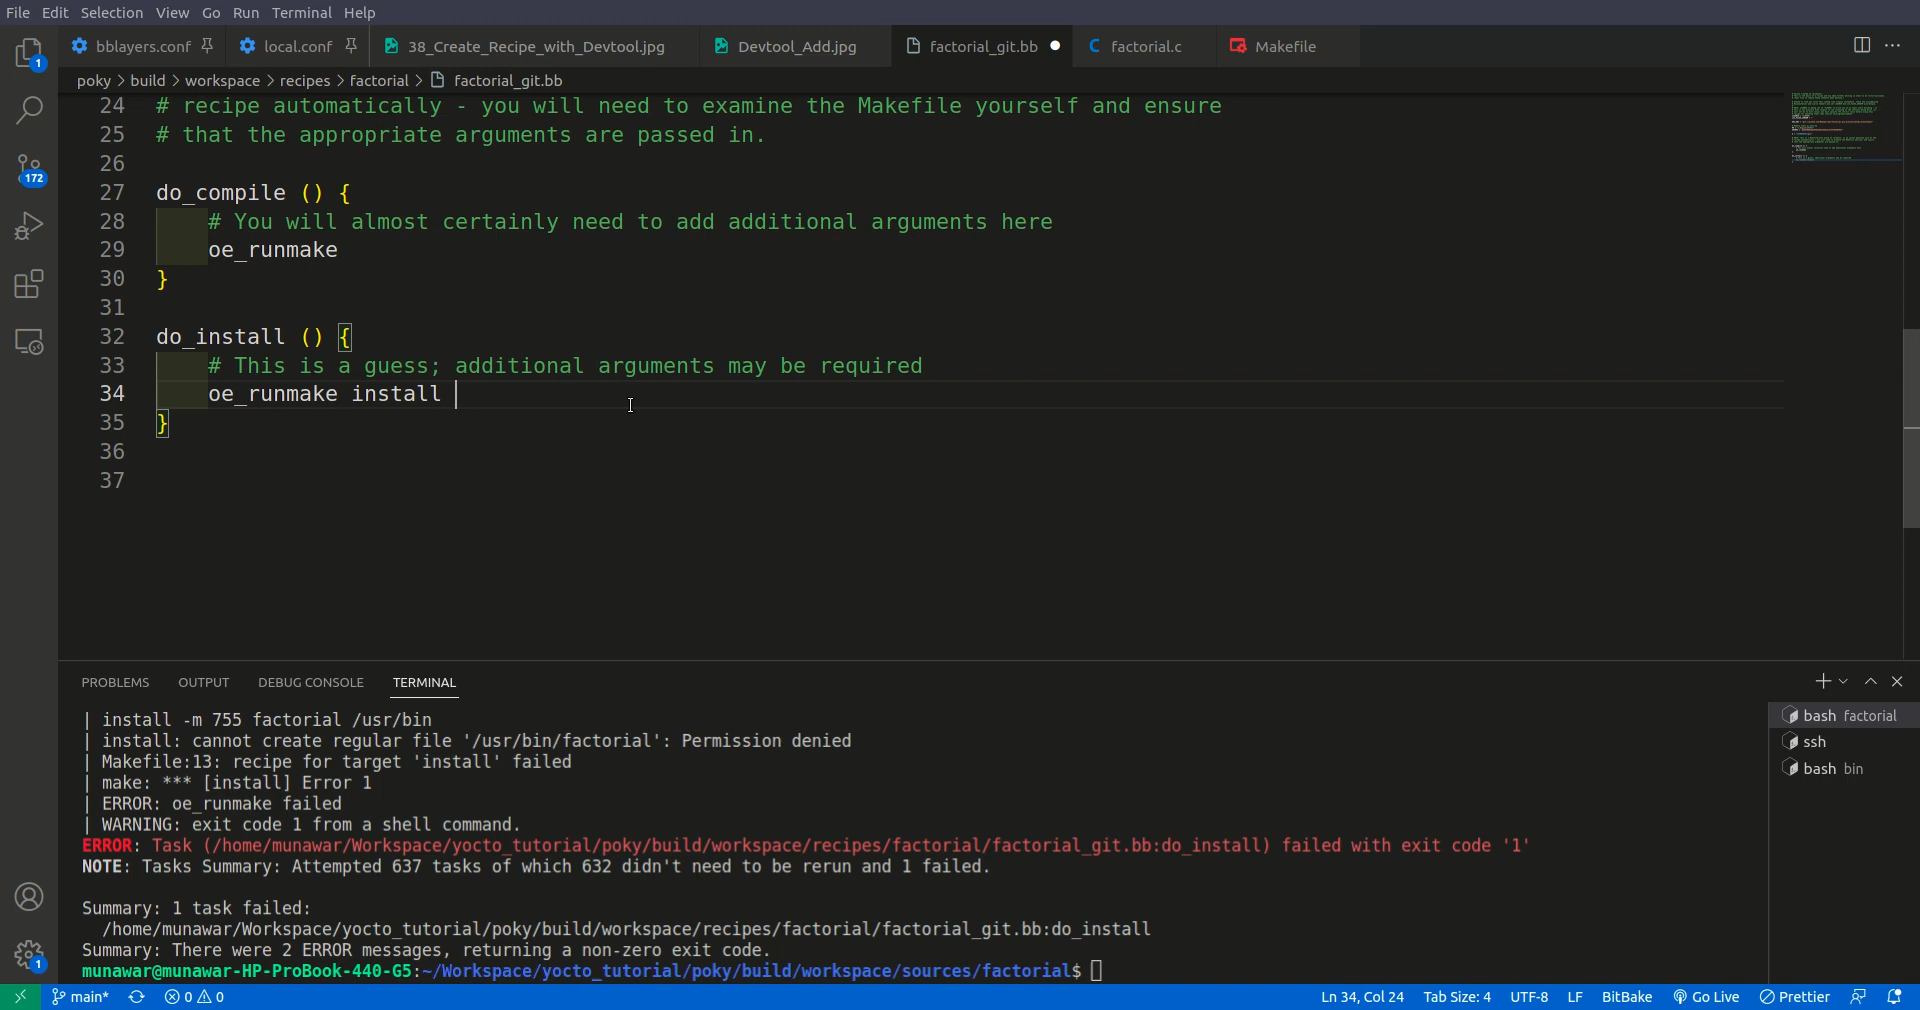 File Edit Selection View Go Run Terminal Help
bblayers.conf local.conf 38_Create_Recipe_with_Devtool.jpg Devtool_Add.jpg factorial_git.bb C factorial.c Makefile
1
poky > build > workspace > recipes > factorial > factorial_git.bb
24 # recipe automatically - you will need to examine the Makefile yourself and ensure
25 # that the appropriate arguments are passed in.
26
172
27 do_compile () {
28 # You will almost certainly need to add additional arguments here
29 oe_runmake
30 }
31
32 do_install () {
33 # This is a guess; additional arguments may be required
34 oe_runmake install
35 }
36
37
PROBLEMS OUTPUT DEBUG CONSOLE TERMINAL
| install -m 755 factorial /usr/bin
| install: cannot create regular file '/usr/bin/factorial': Permission denied
| Makefile:13: recipe for target 'install' failed
| make: *** [install] Error 1
| ERROR: oe_runmake failed
| WARNING: exit code 1 from a shell command.
ERROR: Task (/home/munawar/Workspace/yocto_tutorial/poky/build/workspace/recipes/factorial/factorial_git.bb:do_install) failed with exit code '1'
NOTE: Tasks Summary: Attempted 637 tasks of which 632 didn't need to be rerun and 1 failed.
Summary: 1 task failed:
/home/munawar/Workspace/yocto_tutorial/poky/build/workspace/recipes/factorial/factorial_git.bb:do_install
Summary: There were 2 ERROR messages, returning a non-zero exit code.
munawar@munawar-HP-ProBook-440-G5:~/Workspace/yocto_tutorial/poky/build/workspace/sources/factorial$
bash factorial
ssh
bash bin
1
main* 0 0 Ln 34, Col 24 Tab Size: 4 UTF-8 LF BitBake Go Live Prettier